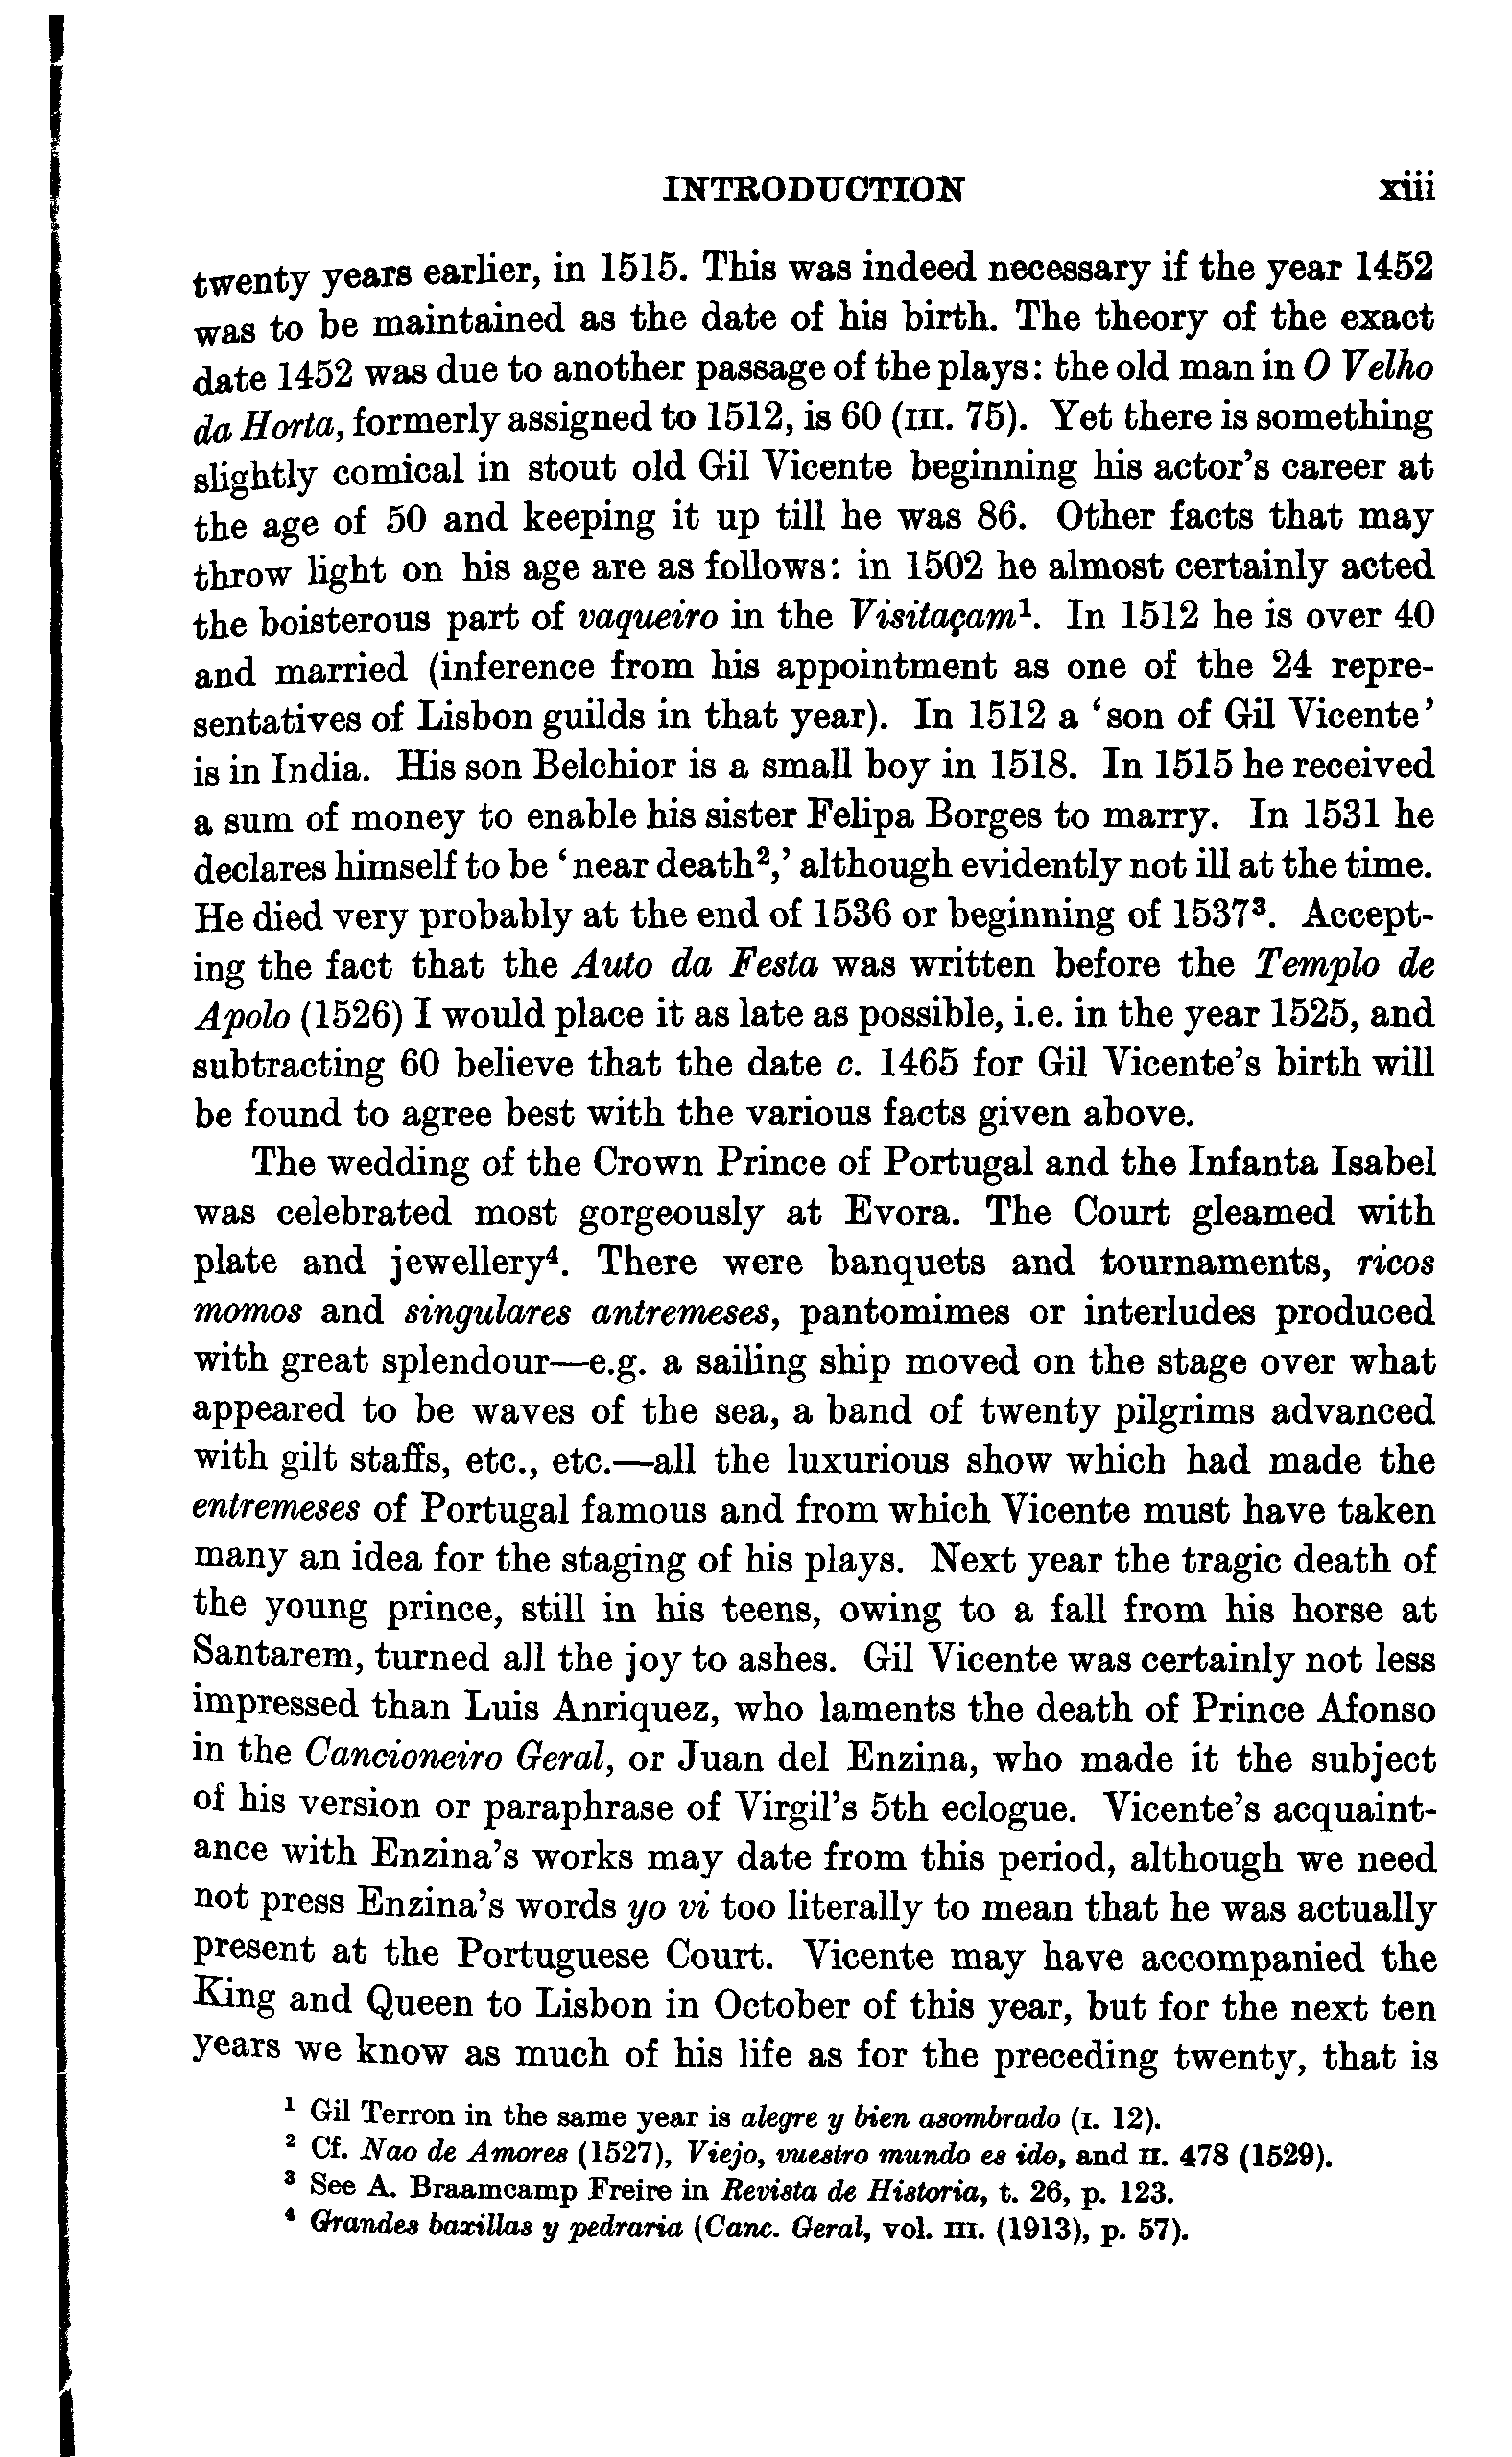 INTRODUCTION xiii
twenty years earlier, in 1515. This was indeed necessary if the year 1452
was to be maintained as the date of his birth. The theory of the exact
date 1452 was due to another passage of the plays: the old man in O Velho
da Horta, formerly assigned to 1512, is 60 (III. 75). Yet there is something
slightly comical in stout old Gil Vicente beginning his actor's career at
the age of 50 and keeping it up till he was 86. Other facts that may
throw light on his age are as follows: in 1502 he almost certainly acted
the boisterous part of vaqueiro in the Visitaçam¹. In 1512 he is over 40
and married (inference from his appointment as one of the 24 repre-
sentatives of Lisbon guilds in that year). In 1512 a ‘son of Gil Vicente’
is in India. His son Belchior is a small boy in 1518. In 1515 he received
a sum of money to enable his sister Felipa Borges to marry. In 1531 he
declares himself to be ‘near death²,’ although evidently not ill at the time.
He died very probably at the end of 1536 or beginning of 1537³. Accept-
ing the fact that the Auto da Festa was written before the Templo de
Apolo (1526) I would place it as late as possible, i.e. in the year 1525, and
subtracting 60 believe that the date c. 1465 for Gil Vicente's birth will
be found to agree best with the various facts given above.
The wedding of the Crown Prince of Portugal and the Infanta Isabel
was celebrated most gorgeously at Evora. The Court gleamed with
plate and jewellery⁴. There were banquets and tournaments, ricos
momos and singulares antremeses, pantomimes or interludes produced
with great splendour—e.g. a sailing ship moved on the stage over what
appeared to be waves of the sea, a band of twenty pilgrims advanced
with gilt staffs, etc., etc.—all the luxurious show which had made the
entremeses of Portugal famous and from which Vicente must have taken
many an idea for the staging of his plays. Next year the tragic death of
the young prince, still in his teens, owing to a fall from his horse at
Santarem, turned all the joy to ashes. Gil Vicente was certainly not less
impressed than Luis Anriquez, who laments the death of Prince Afonso
in the Cancioneiro Geral, or Juan del Enzina, who made it the subject
of his version or paraphrase of Virgil's 5th eclogue. Vicente's acquaint-
ance with Enzina's works may date from this period, although we need
not press Enzina's words yo vi too literally to mean that he was actually
present at the Portuguese Court. Vicente may have accompanied the
King and Queen to Lisbon in October of this year, but for the next ten
years we know as much of his life as for the preceding twenty, that is
¹ Gil Terron in the same year is alegre y bien asombrado (I. 12).
² Cf. Nao de Amores (1527), Viejo, vuestro mundo es ido, and II. 478 (1529).
³ See A. Braamcamp Freire in Revista de Historia, t. 26, p. 123.
⁴ Grandes baxillas y pedraria (Canc. Geral, vol. III. (1913), p. 57).